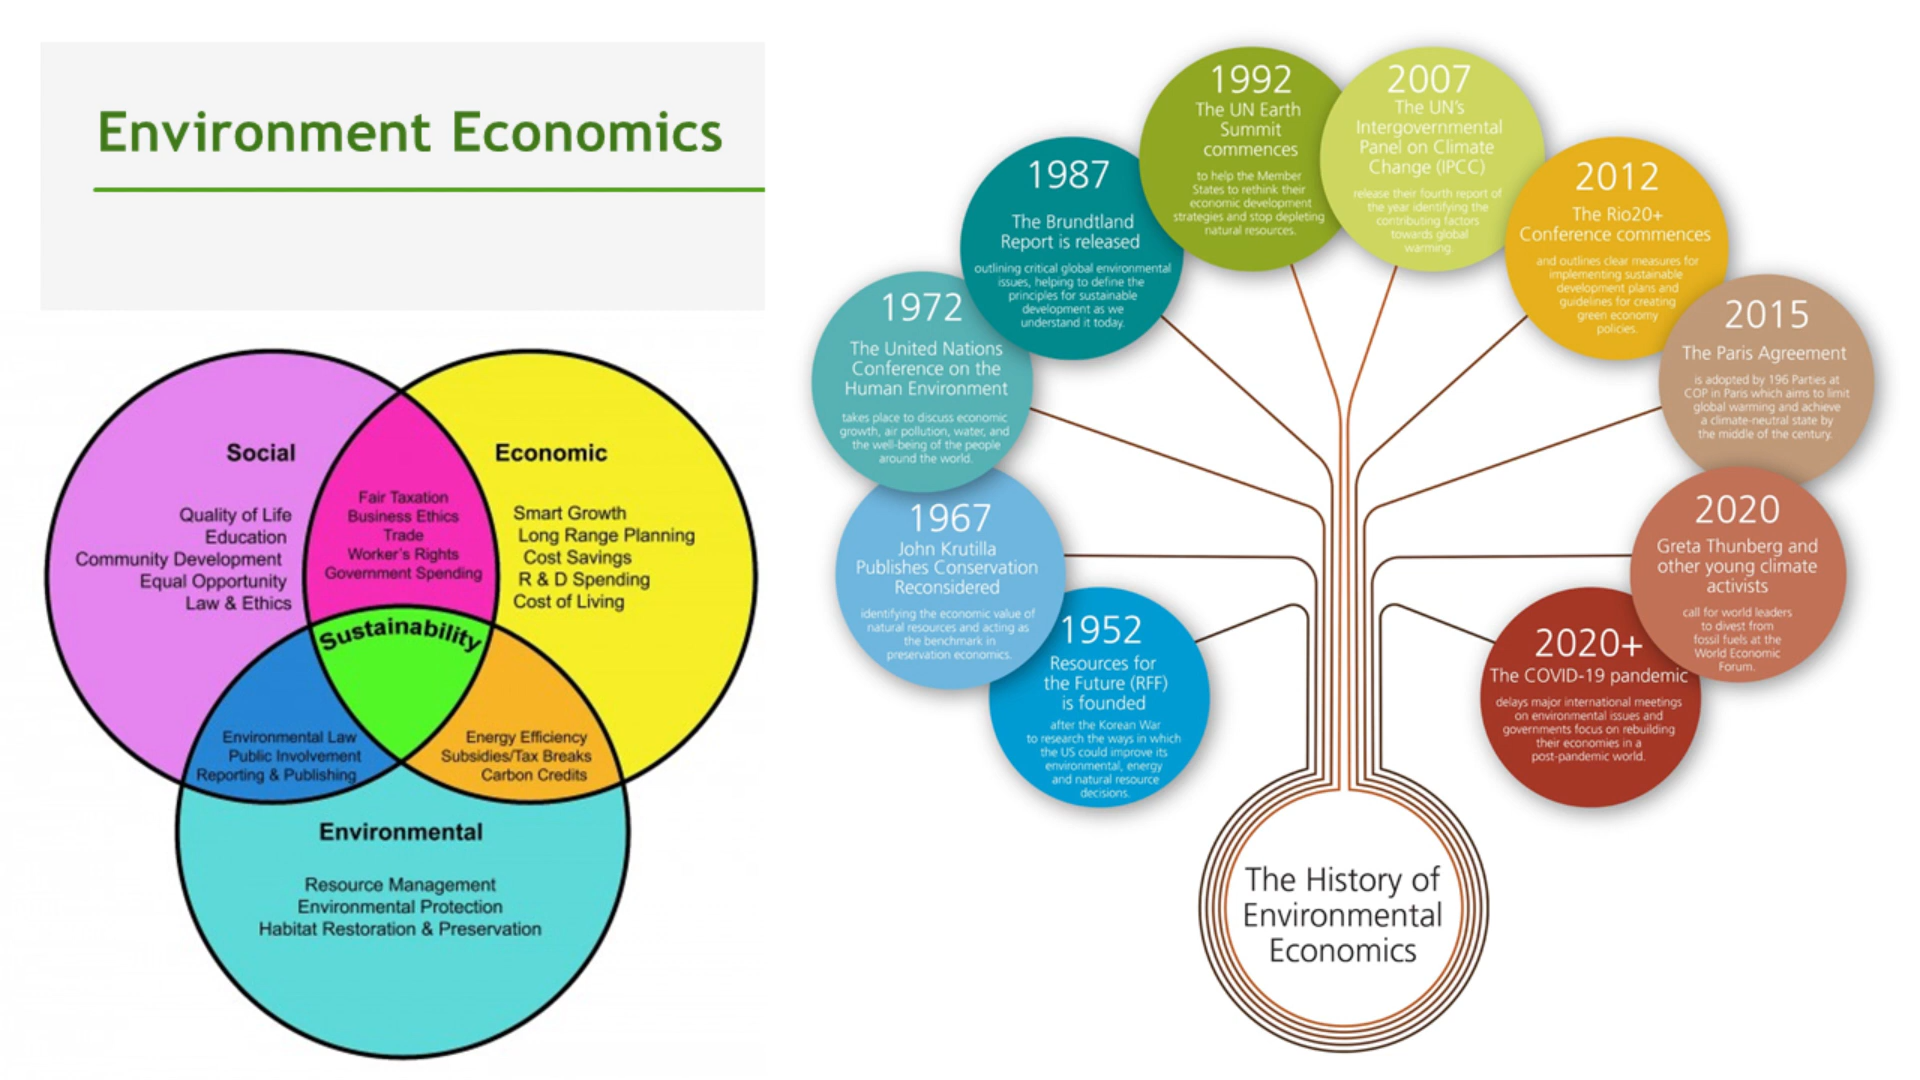 Environment Economics
Social
Quality of Life
Education
Community Development
Equal Opportunity
Law & Ethics
Fair Taxation
Business Ethics
Trade
Worker's Rights
Government Spending
Economic
Smart Growth
Long Range Planning
Cost Savings
R & D Spending
Cost of Living
Sustainability
Environmental Law
Public Involvement
Reporting & Publishing
Energy Efficiency
Subsidies/Tax Breaks
Carbon Credits
Environmental
Resource Management
Environmental Protection
Habitat Restoration & Preservation
1952
Resources for
the Future (RFF)
is founded
after the Korean War
to research the ways in which
the US could improve its
environmental, energy
and natural resource
decisions.
1967
John Krutilla
Publishes Conservation
Reconsidered
identifying the economic value of
natural resources and acting as
the benchmark in
preservation economics.
1972
The United Nations
Conference on the
Human Environment
takes place to discuss economic
growth, air pollution, water, and
the well-being of the people
around the world.
1987
The Brundtland
Report is released
outlining critical global environmental
issues, helping to define the
principles for sustainable
development as we
understand it today.
1992
The UN Earth
Summit
commences
to help the Member
States to rethink their
economic development
strategies and stop depleting
natural resources.
2007
The UN's
Intergovernmental
Panel on Climate
Change (IPCC)
release their fourth report of
the year identifying the
contributing factors
towards global
warming.
2012
The Rio20+
Conference commences
and outlines clear measures for
implementing sustainable
development plans and
guidelines for creating
green economy
policies.
2015
The Paris Agreement
is adopted by 196 Parties at
COP in Paris which aims to limit
global warming and achieve
a climate-neutral state by
the middle of the century.
2020
Greta Thunberg and
other young climate
activists
call for world leaders
to divest from
fossil fuels at the
World Economic
Forum.
2020+
The COVID-19 pandemic
delays major international meetings
on environmental issues and
governments focus on rebuilding
their economies in a
post-pandemic world.
The History of
Environmental
Economics